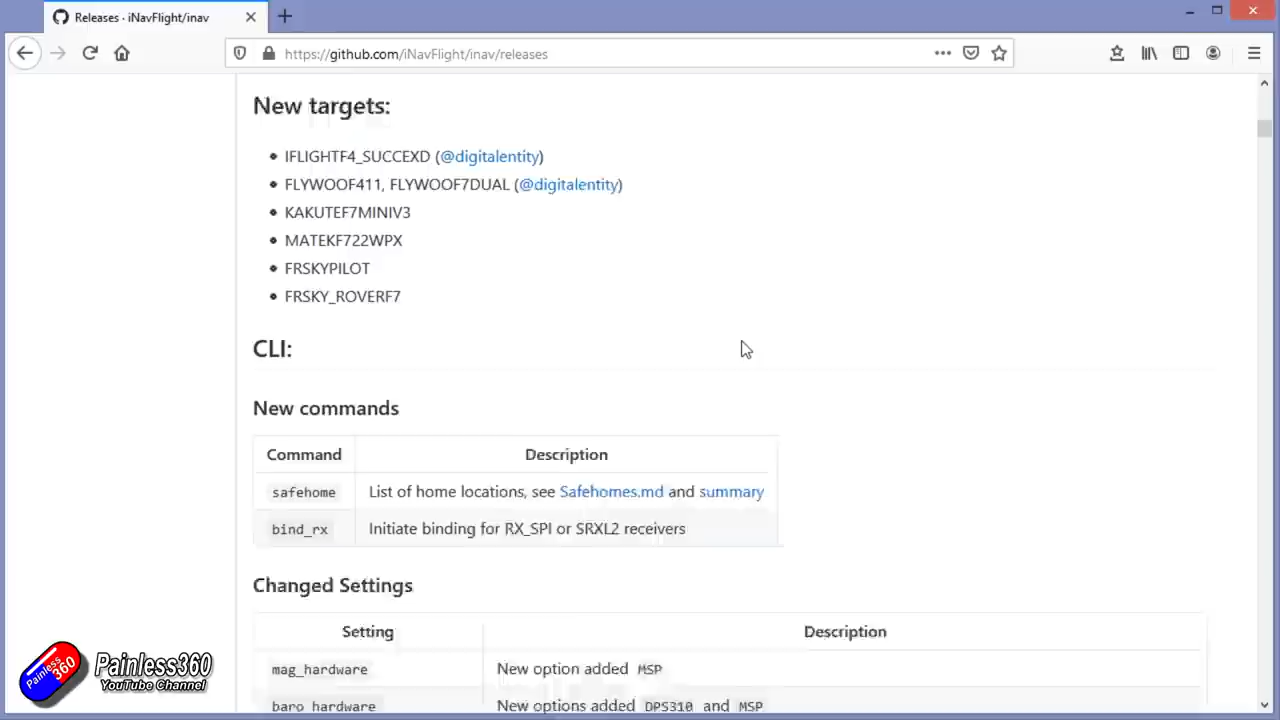 Releases · iNavFlight/inav
https://github.com/iNavFlight/inav/releases
New targets:
IFLIGHTF4_SUCCEXD (@digitalentity)
FLYWOOF411, FLYWOOF7DUAL (@digitalentity)
KAKUTEF7MINIV3
MATEKF722WPX
FRSKYPILOT
FRSKY_ROVERF7
CLI:
New commands
Command Description
safehome List of home locations, see Safehomes.md and summary
bind_rx Initiate binding for RX_SPI or SRXL2 receivers
Changed Settings
Setting Description
mag_hardware New option added MSP
baro_hardware New options added DPS310 and MSP
Painless360
Painless360
YouTube Channel